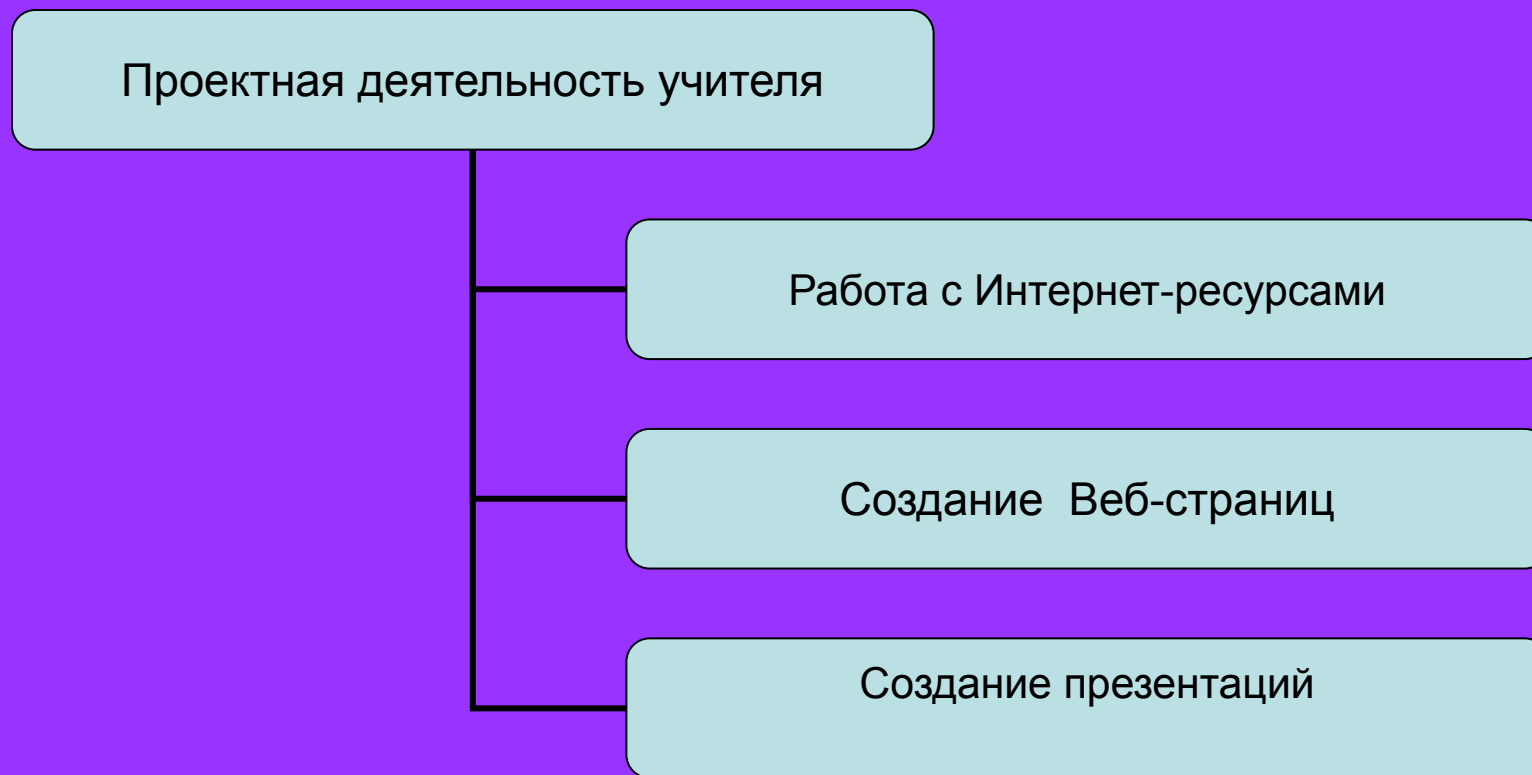 Проектная деятельность учителя
Работа с Интернет-ресурсами
Создание  Веб-страниц
Создание презентаций